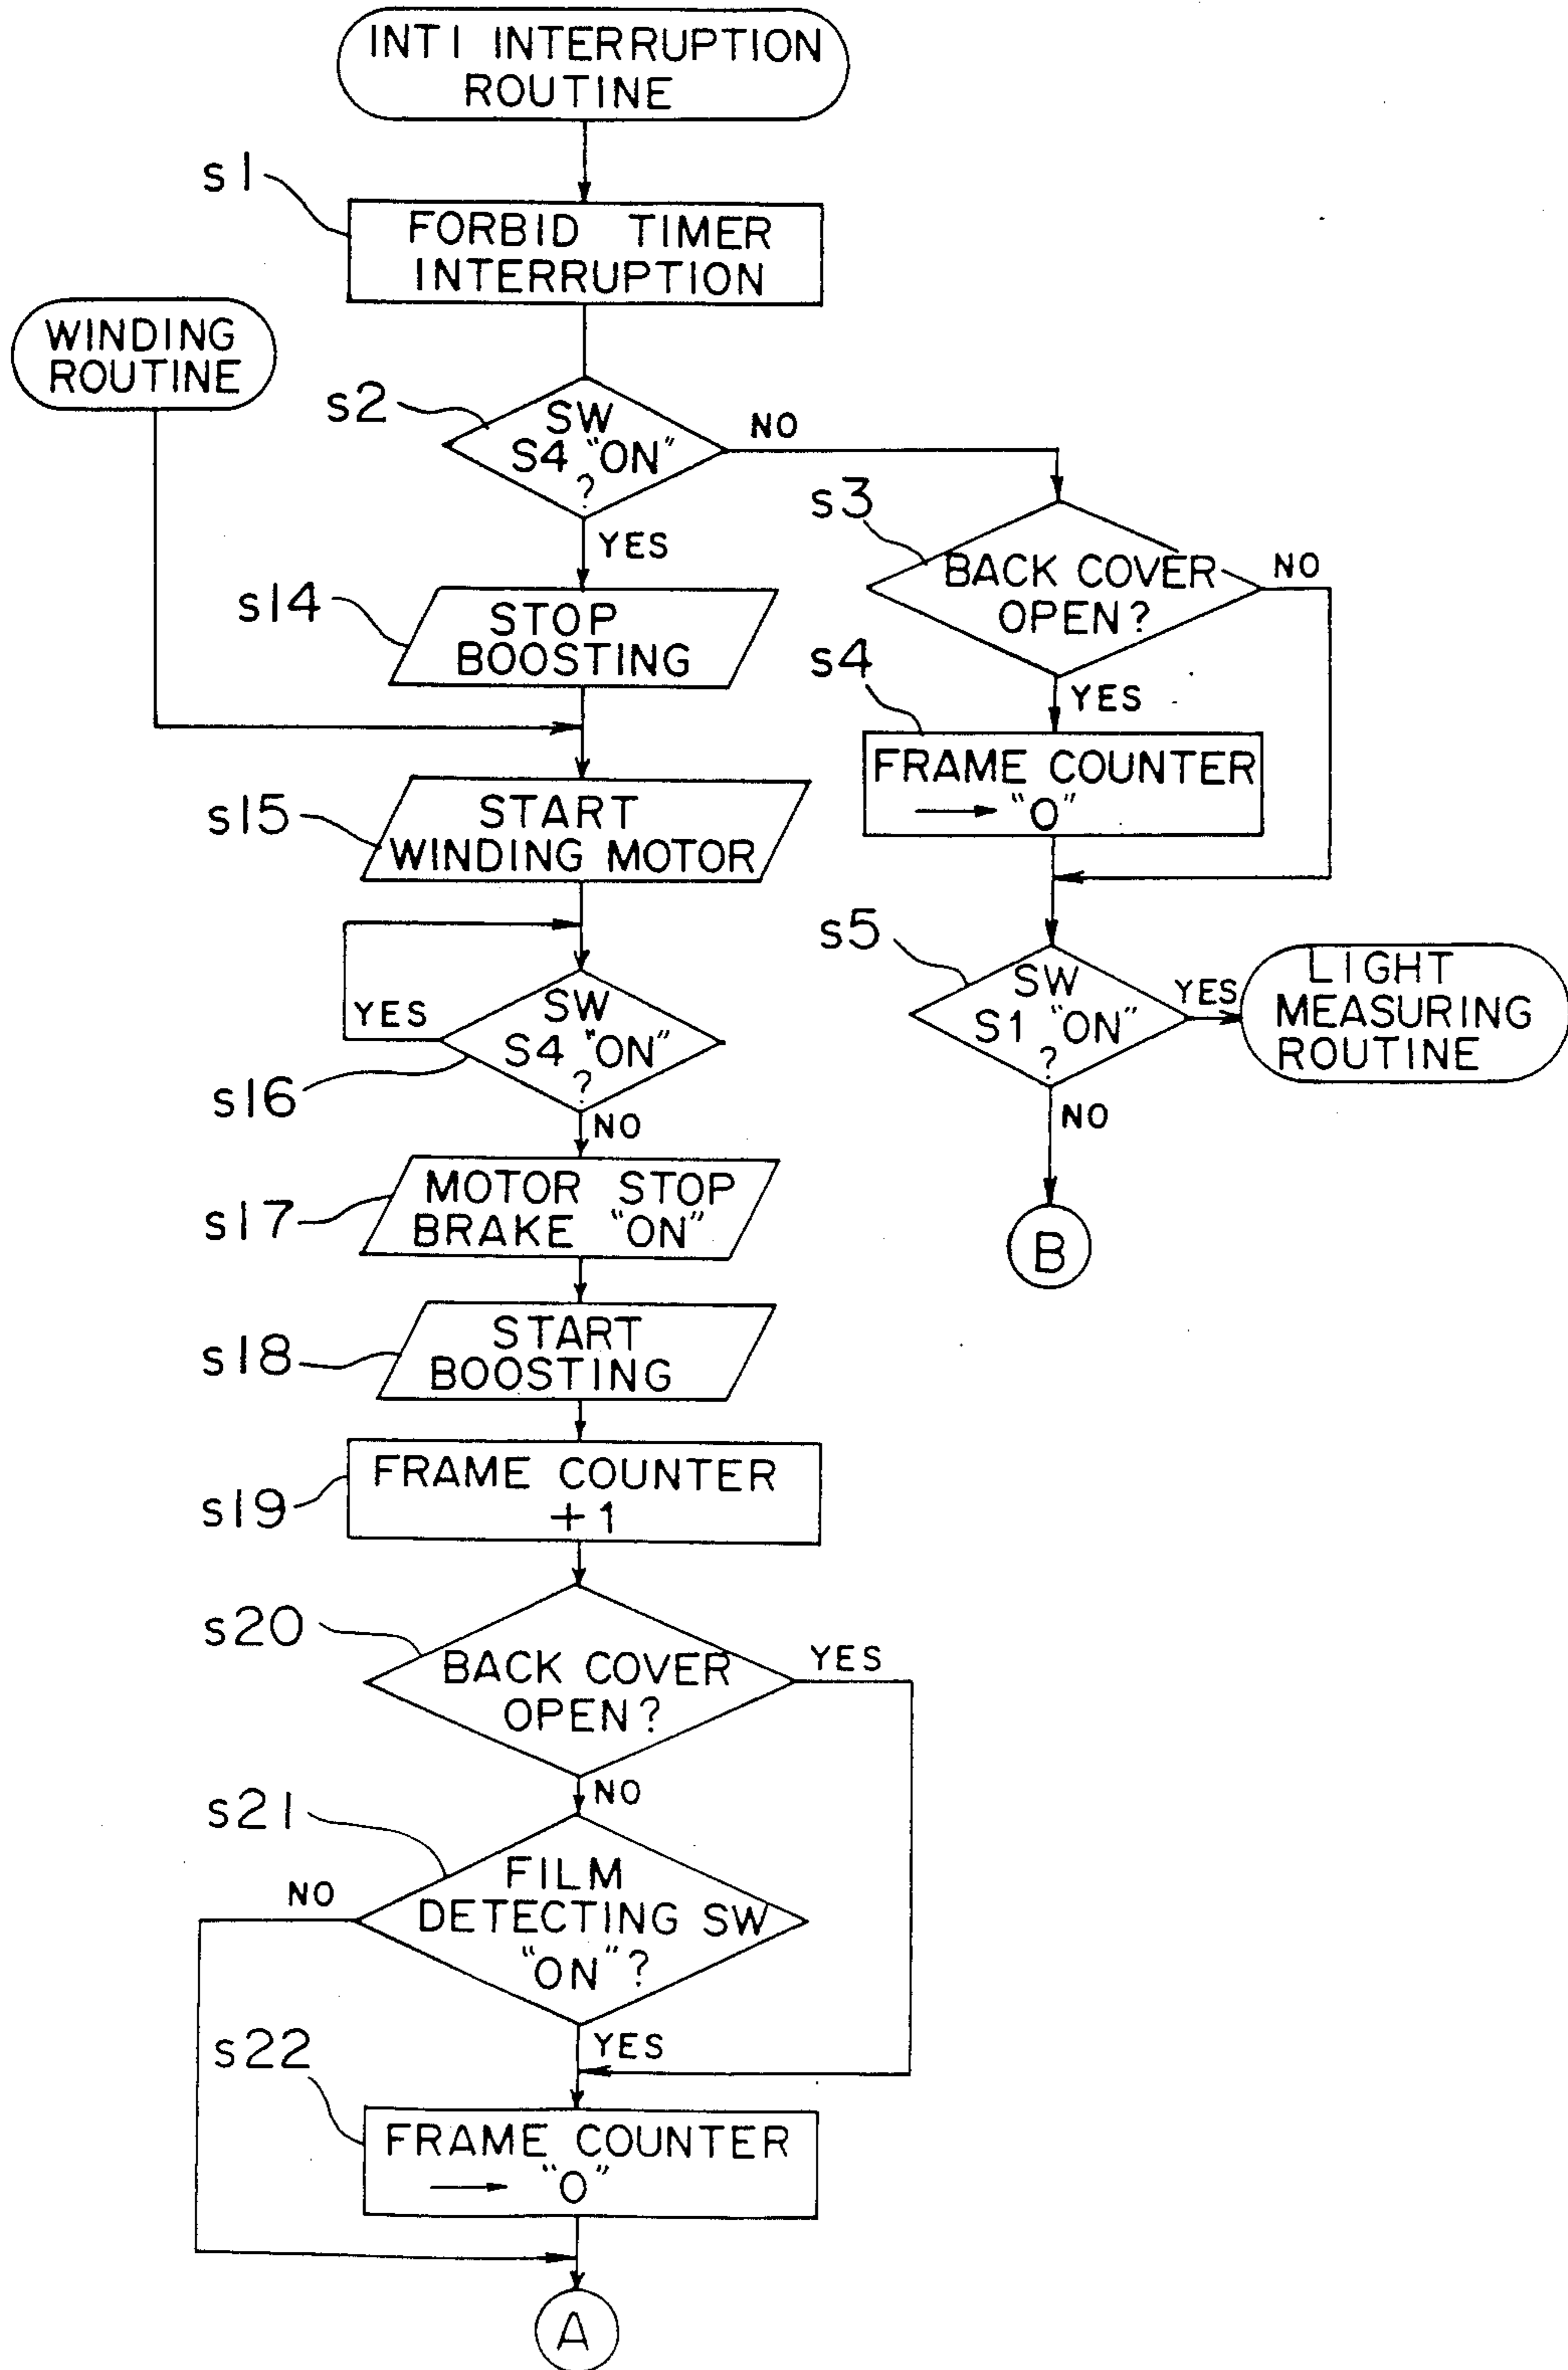 INT1 INTERRUPTION
ROUTINE
s1
FORBID TIMER
INTERRUPTION
WINDING
ROUTINE
s2
SW
S4 "ON"
?
NO
YES
s3
BACK COVER
OPEN?
NO
YES
s4
FRAME COUNTER
→ "0"
s5
SW
S1 "ON"
?
YES
LIGHT
MEASURING
ROUTINE
NO
B
s14
STOP
BOOSTING
s15
START
WINDING MOTOR
s16
SW
S4 "ON"
?
YES
NO
s17
MOTOR STOP
BRAKE "ON"
s18
START
BOOSTING
s19
FRAME COUNTER
+1
s20
BACK COVER
OPEN?
YES
NO
s21
FILM
DETECTING SW
"ON"?
NO
YES
s22
FRAME COUNTER
→ "0"
A